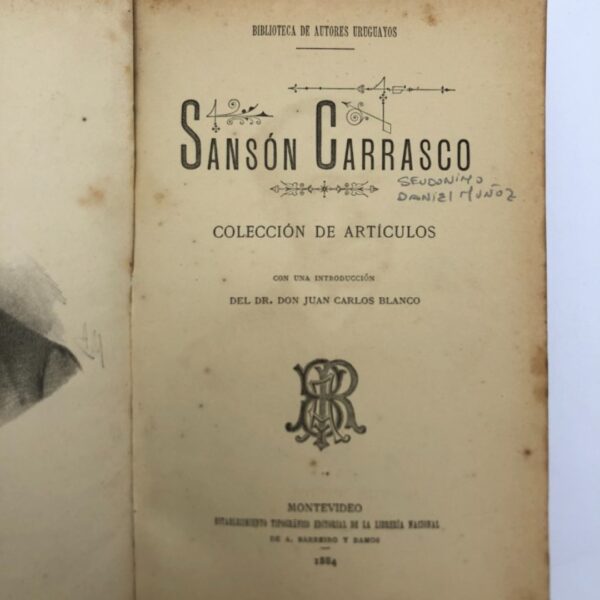 BIBLIOTECA DE AUTORES URUGUAYOS
SANSÓN CARRASCO
SEUDONIMO
DANIEL MUÑOZ
COLECCIÓN DE ARTÍCULOS
CON UNA INTRODUCCIÓN
DEL DR. DON JUAN CARLOS BLANCO
MONTEVIDEO
ESTABLECIMIENTO TIPOGRÁFICO EDITORIAL DE LA LIBRERÍA NACIONAL
DE A. BARREIRO Y RAMOS
1884